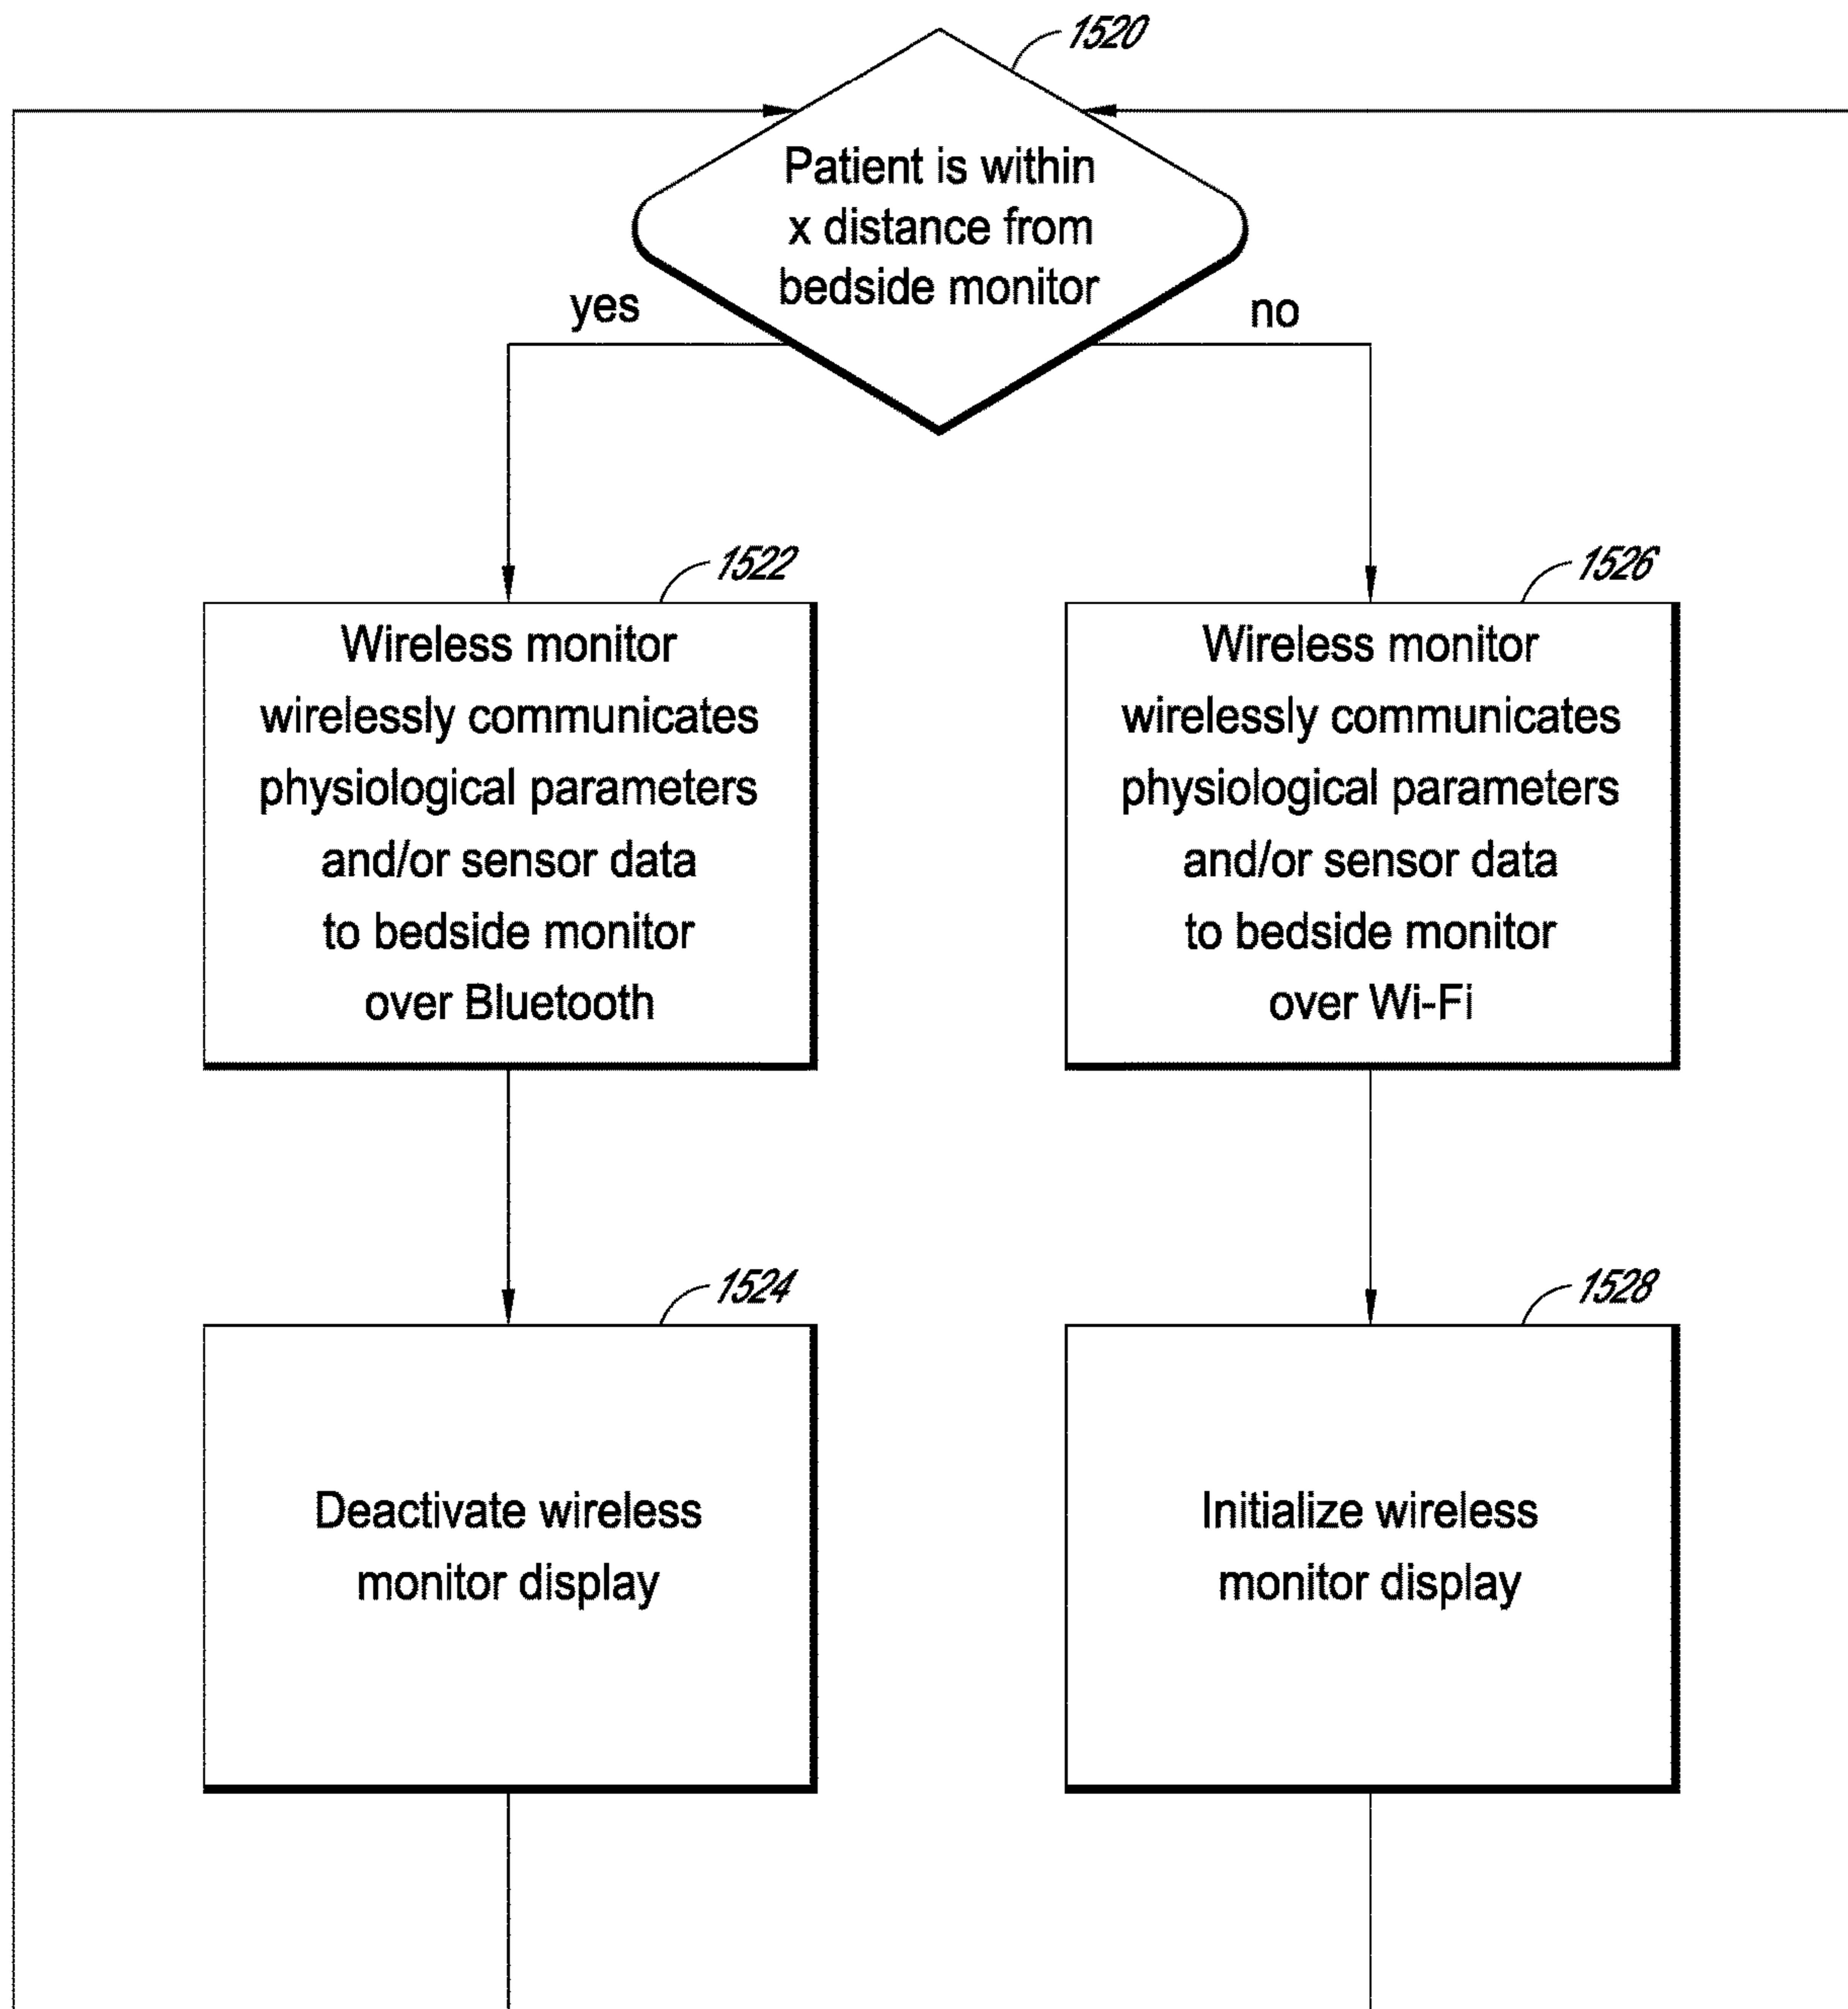 1520
Patient is within
x distance from
bedside monitor
yes
no
1522
Wireless monitor
wirelessly communicates
physiological parameters
and/or sensor data
to bedside monitor
over Bluetooth
1526
Wireless monitor
wirelessly communicates
physiological parameters
and/or sensor data
to bedside monitor
over Wi-Fi
1524
Deactivate wireless
monitor display
1528
Initialize wireless
monitor display